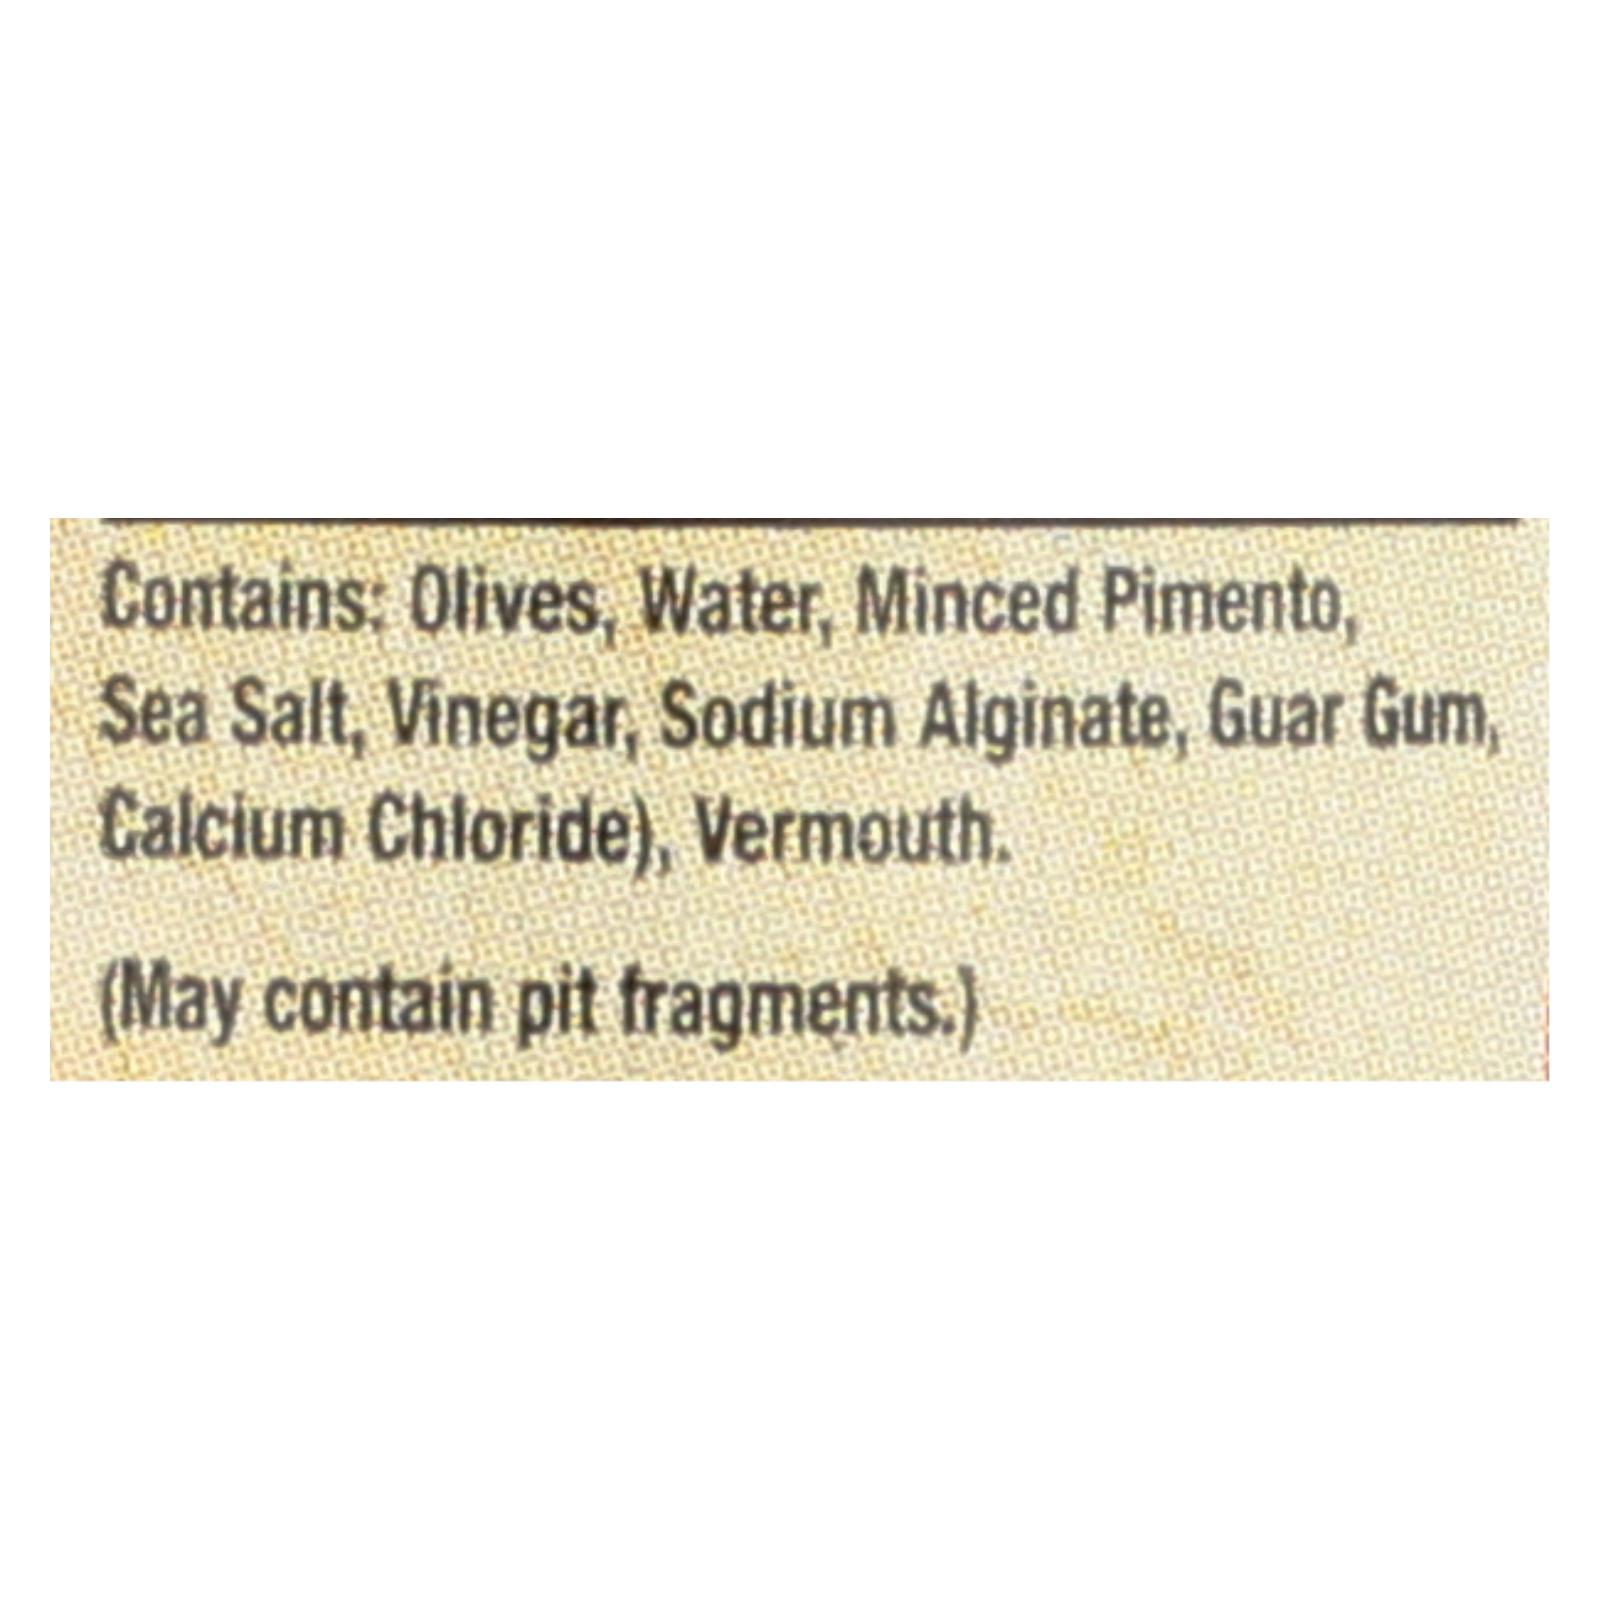 Contains: Olives, Water, Minced Pimento,
Sea Salt, Vinegar, Sodium Alginate, Guar Gum,
Calcium Chloride), Vermouth.
(May contain pit fragments.)